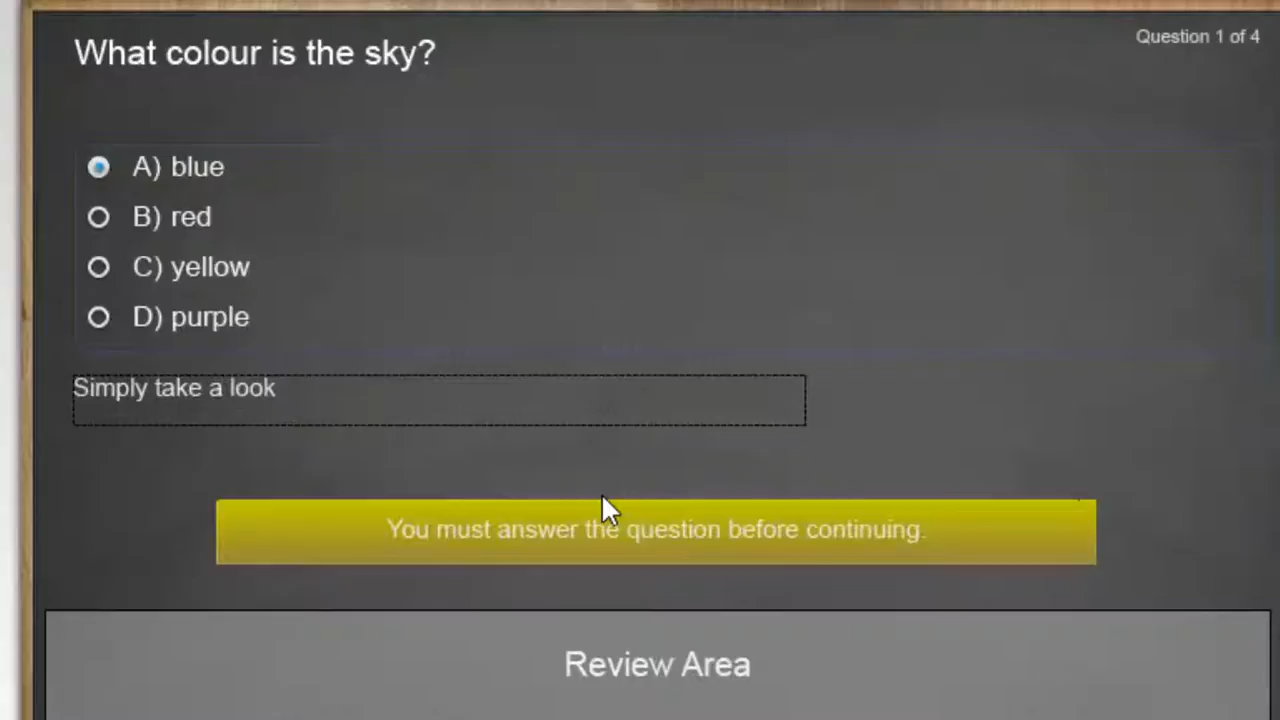 What colour is the sky?
Question 1 of 4
A) blue
B) red
C) yellow
D) purple
Simply take a look
You must answer the question before continuing.
Review Area